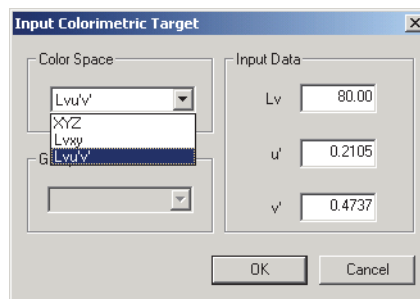 Input Colorimetric Target
Color Space
Lvu'v'
XYZ
Lvxy
Lvu'v'
Input Data
Lv 80.00
u' 0.2105
v' 0.4737
OK Cancel